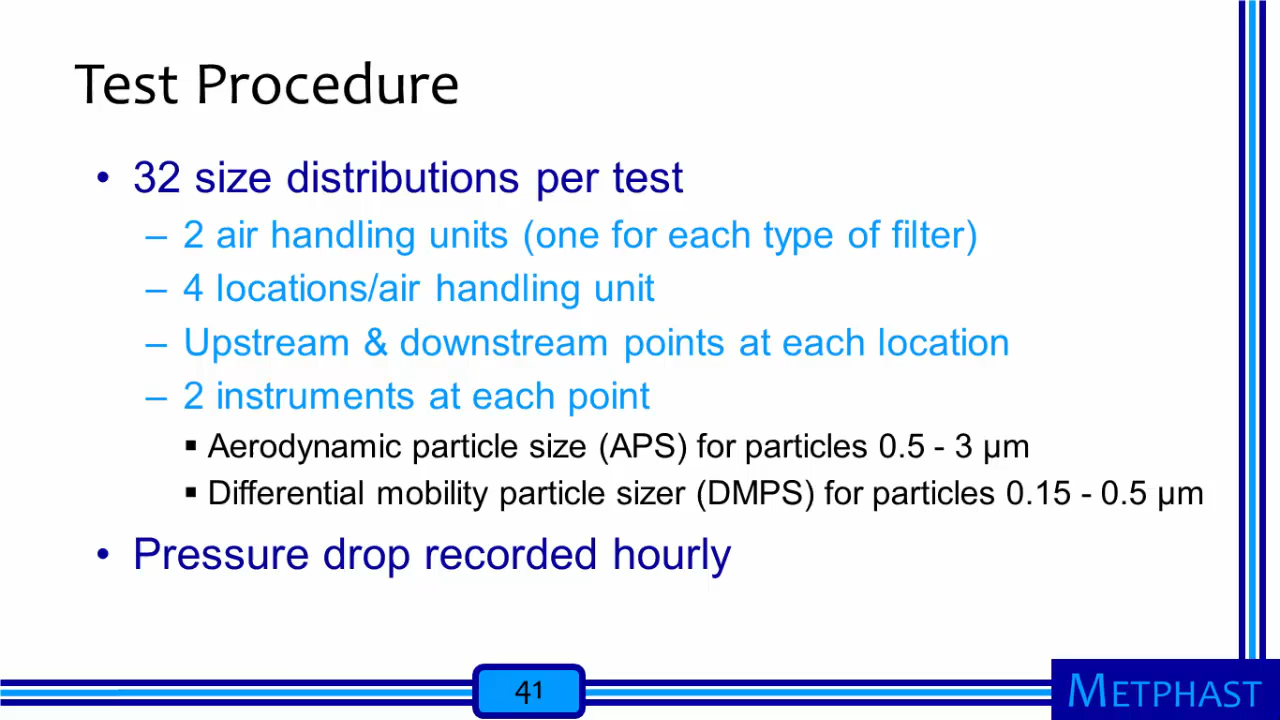 Test Procedure
• 32 size distributions per test
– 2 air handling units (one for each type of filter)
– 4 locations/air handling unit
– Upstream & downstream points at each location
– 2 instruments at each point
▪ Aerodynamic particle size (APS) for particles 0.5 - 3 µm
▪ Differential mobility particle sizer (DMPS) for particles 0.15 - 0.5 µm
• Pressure drop recorded hourly
41
METPHAST